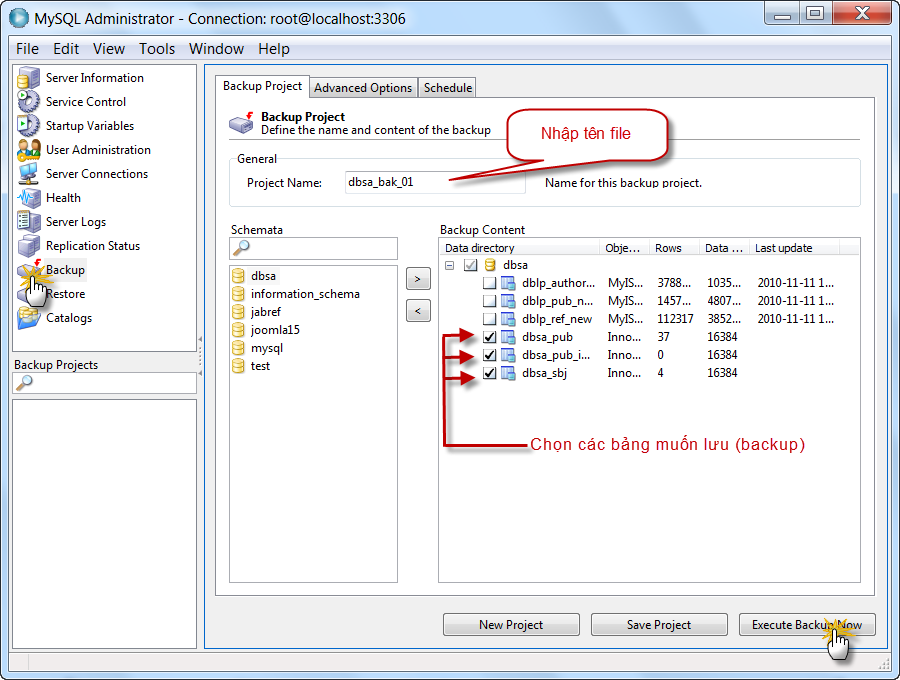 MySQL Administrator - Connection: root@localhost:3306
File Edit View Tools Window Help
Server Information
Service Control
Startup Variables
User Administration
Server Connections
Health
Server Logs
Replication Status
Backup
Restore
Catalogs
Backup Projects
Backup Project Advanced Options Schedule
Backup Project
Define the name and content of the backup
Nhập tên file
General
Project Name: dbsa_bak_01 Name for this backup project.
Schemata
dbsa
information_schema
jabref
joomla15
mysql
test
>
<
Backup Content
Data directory Obje... Rows Data ... Last update
dbsa
dblp_author... MyIS... 3788... 1035... 2010-11-11 1...
dblp_pub_n... MyIS... 1457... 4807... 2010-11-11 1...
dblp_ref_new MyIS... 112317 3852... 2010-11-11 1...
dbsa_pub Inno... 37 16384
dbsa_pub_i... Inno... 0 16384
dbsa_sbj Inno... 4 16384
Chọn các bảng muốn lưu (backup)
New Project Save Project Execute Backup Now